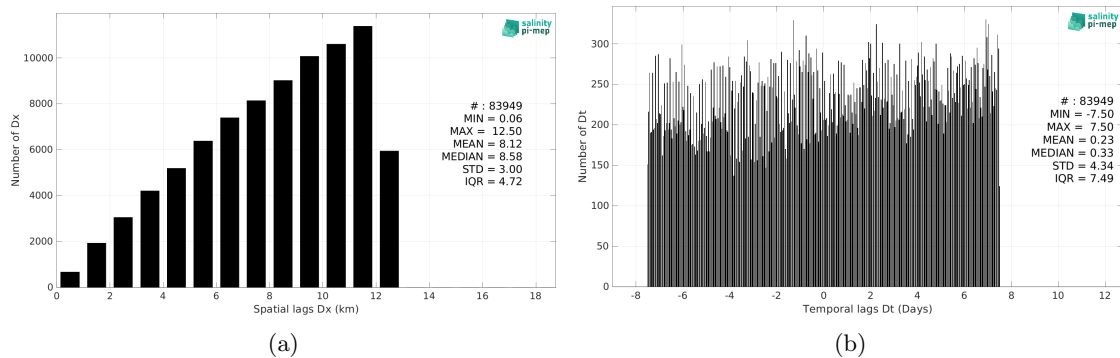 salinity
pi-mep
10000
8000
6000
4000
2000
0
Number of Dx
# : 83949
MIN = 0.06
MAX = 12.50
MEAN = 8.12
MEDIAN = 8.58
STD = 3.00
IQR = 4.72
0 2 4 6 8 10 12 14 16 18
Spatial lags Dx (km)
(a)
salinity
pi-mep
300
250
200
150
100
50
0
Number of Dt
# : 83949
MIN = -7.50
MAX = 7.50
MEAN = 0.23
MEDIAN = 0.33
STD = 4.34
IQR = 7.49
-8 -6 -4 -2 0 2 4 6 8 10 12
Temporal lags Dt (Days)
(b)